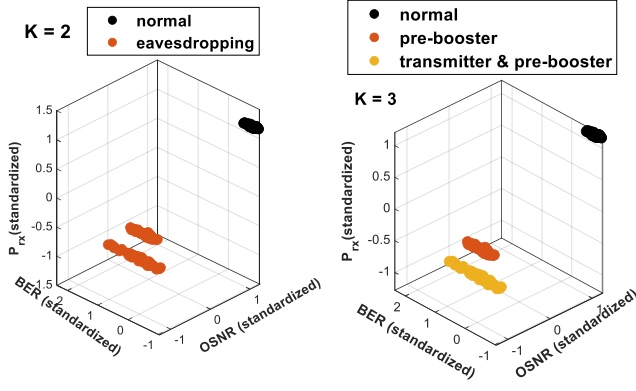 K = 2
normal
eavesdropping
1.5
1
0.5
0
-0.5
-1
-1.5
P_rx(standardized)
2
1
0
-1
BER (standardized)
-1
0
1
OSNR (standardized)
normal
pre-booster
transmitter & pre-booster
K = 3
1
0.5
0
-0.5
-1
P_rx(standardized)
2
1
0
-1
BER (standardized)
-1
0
1
OSNR (standardized)